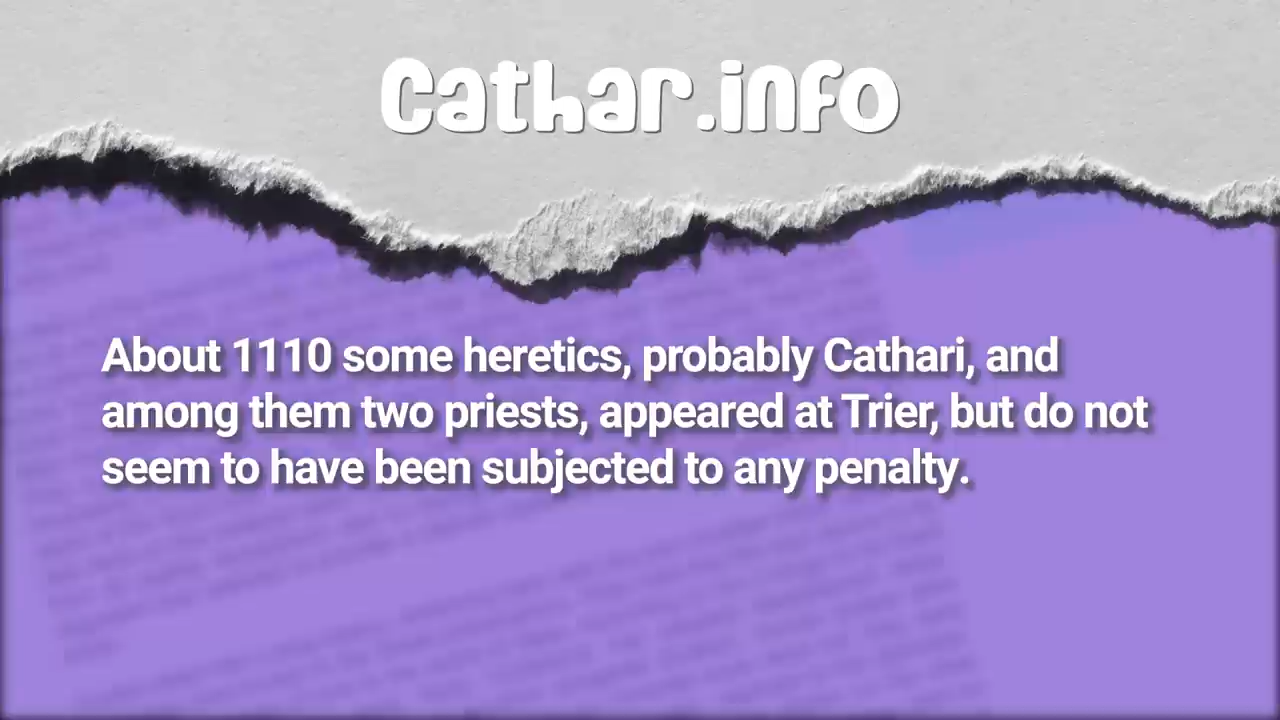 Cathar.info
About 1110 some heretics, probably Cathari, and
among them two priests, appeared at Trier, but do not
seem to have been subjected to any penalty.